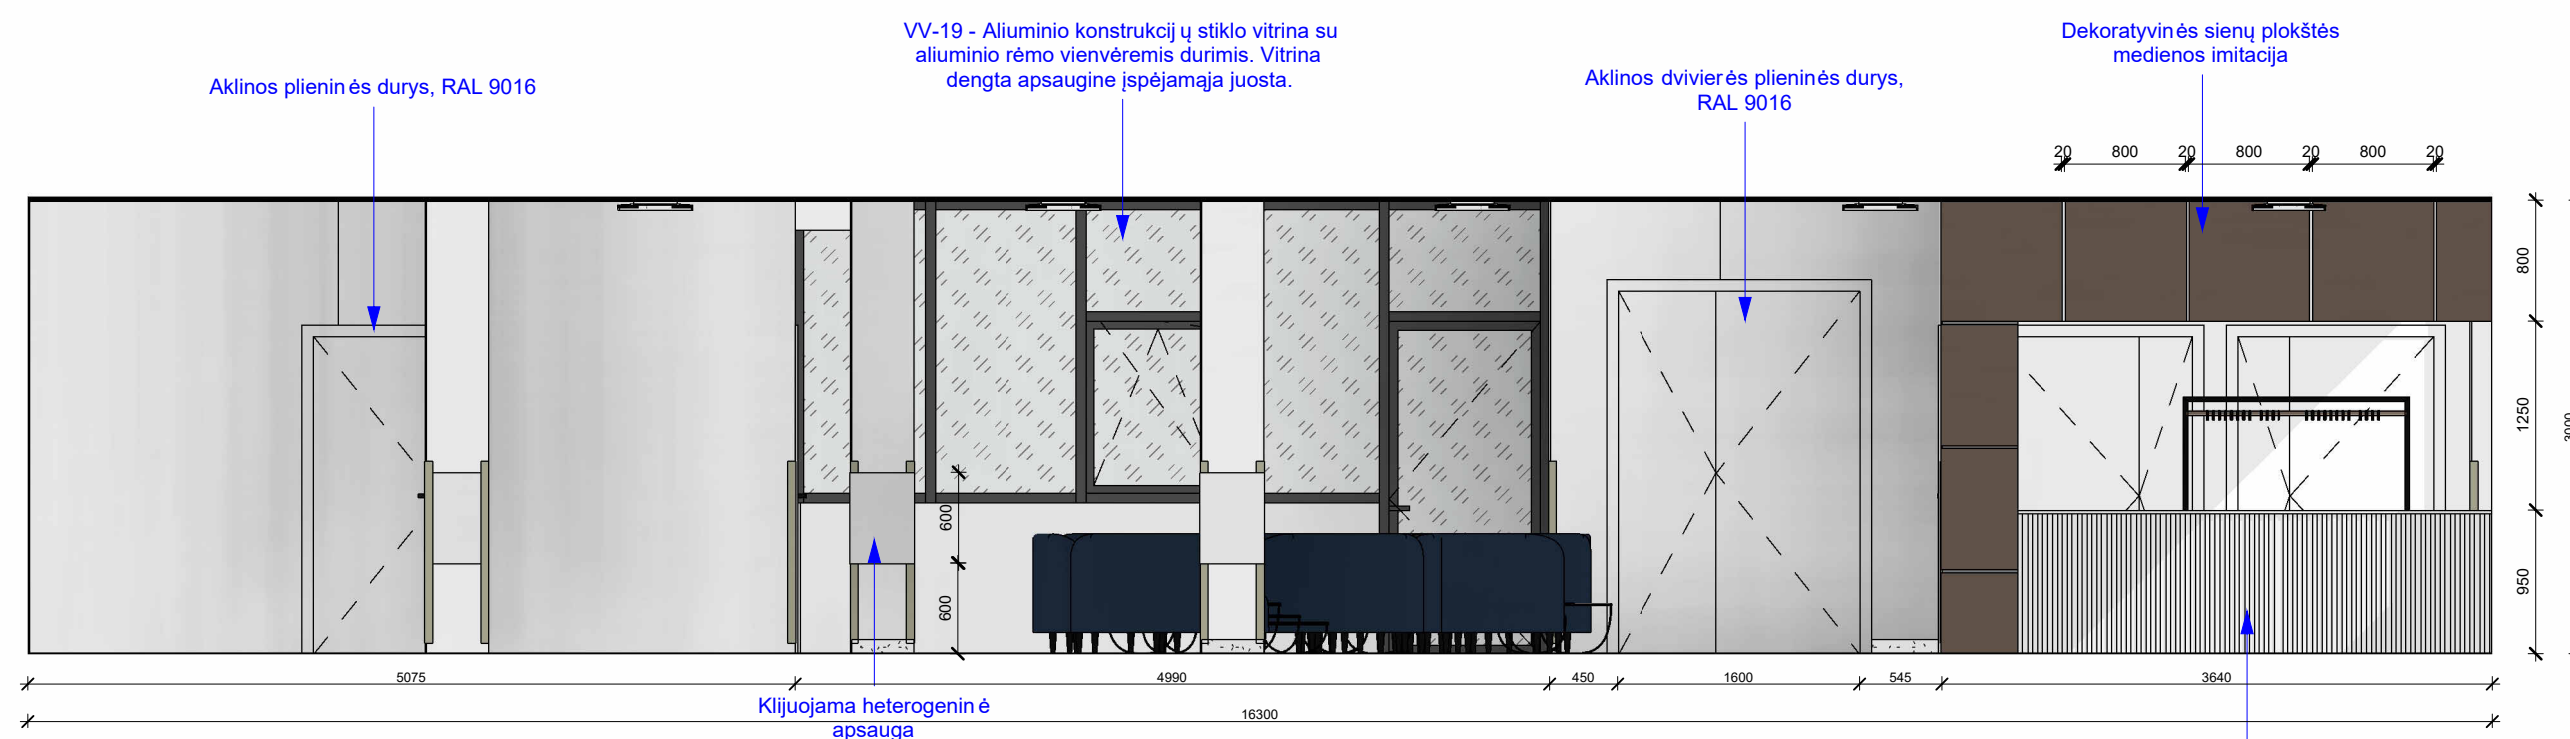 VV-19 - Aliuminio konstrukcijų stiklo vitrina su
aliuminio rėmo vienvėremis durimis. Vitrina
dengta apsaugine įspėjamąja juosta.
Dekoratyvinės sienų plokštės
medienos imitacija
Aklinos plieninės durys, RAL 9016
Aklinos dvivierės plieninės durys,
RAL 9016
20 800 20 800 20 800 20
800
1250
3000
950
600
600
5075 4990 450 1600 545 3640
16300
Klijuojama heterogeninė
apsauga